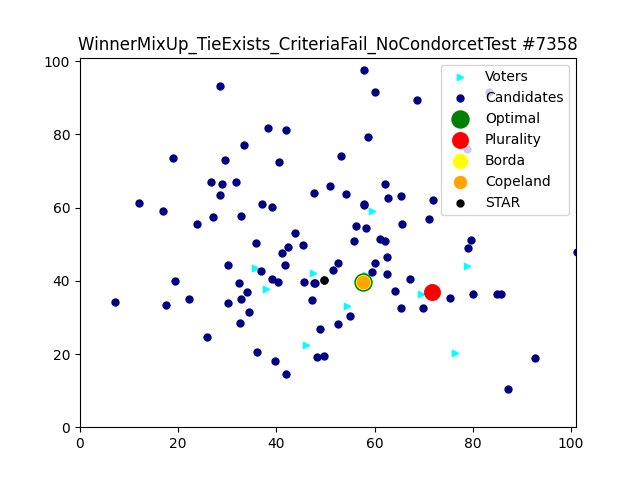 WinnerMixUp_TieExists_CriteriaFail_NoCondorcetTest #7358
Voters
Candidates
Optimal
Plurality
Borda
Copeland
STAR
100
80
60
40
20
0
0 20 40 60 80 100